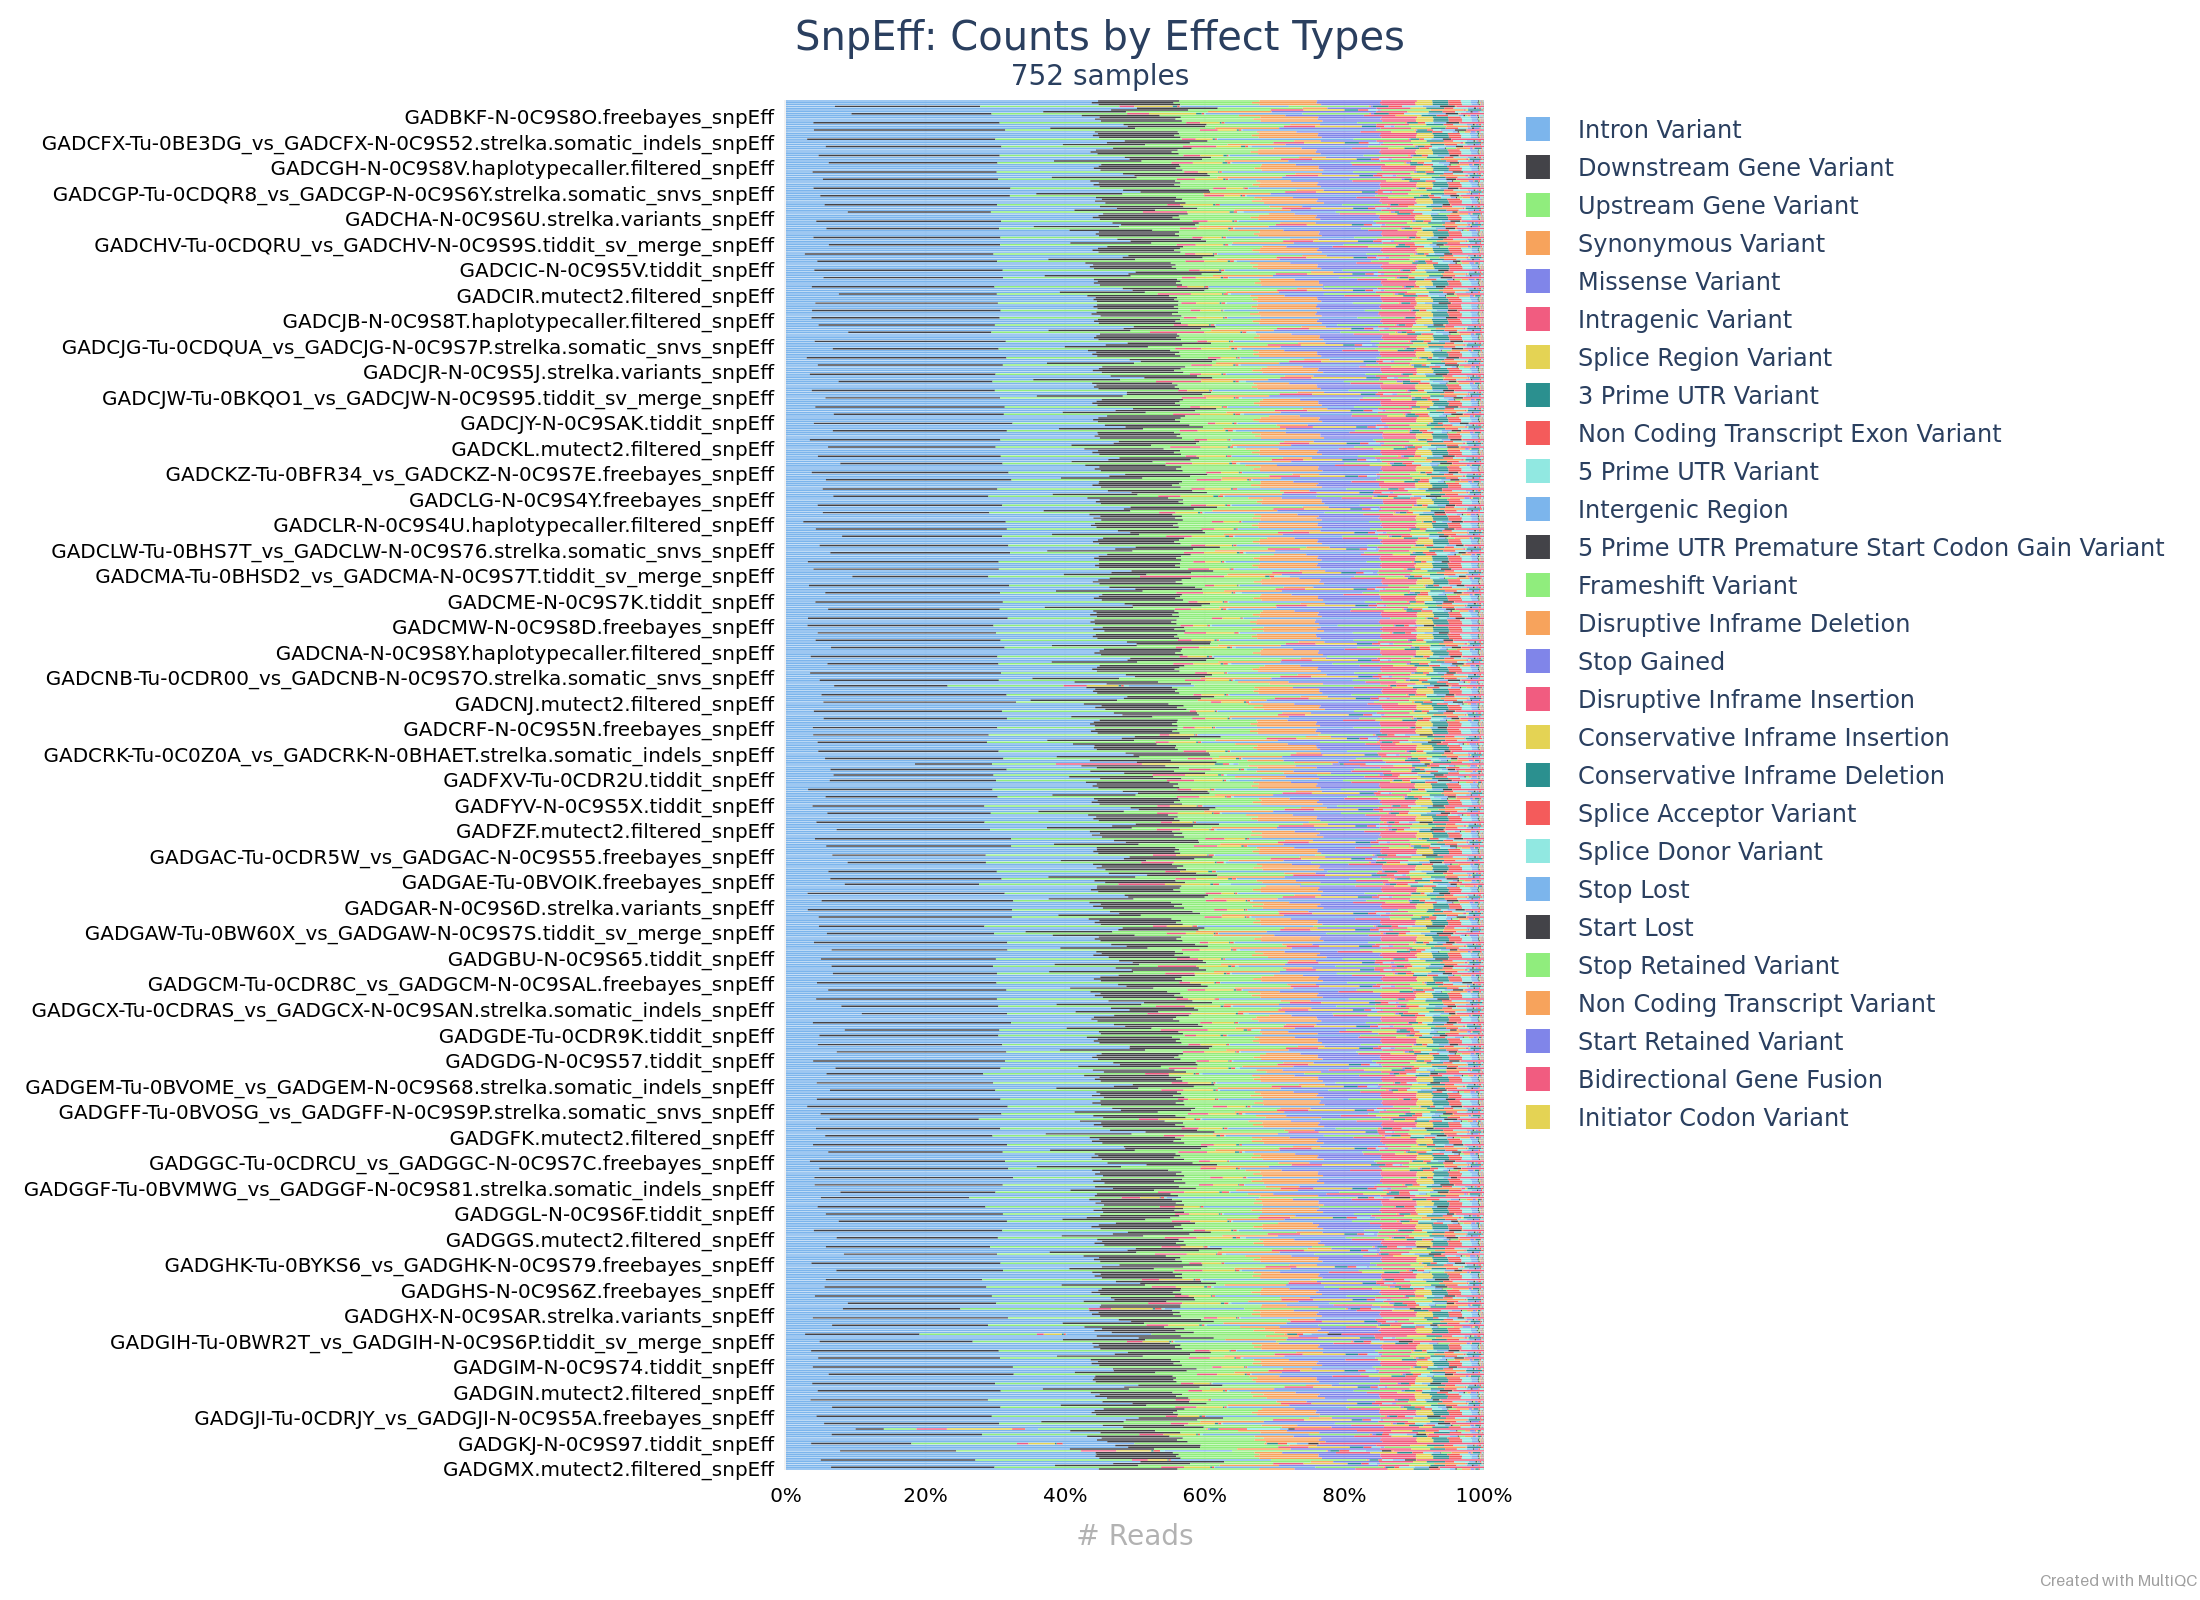 SnpEff: Counts by Effect Types
752 samples
GADBKF-N-0C9S8O.freebayes_snpEff
GADCFX-Tu-0BE3DG_vs_GADCFX-N-0C9S52.strelka.somatic_indels_snpEff
GADCGH-N-0C9S8V.haplotypecaller.filtered_snpEff
GADCGP-Tu-0CDQR8_vs_GADCGP-N-0C9S6Y.strelka.somatic_snvs_snpEff
GADCHA-N-0C9S6U.strelka.variants_snpEff
GADCHV-Tu-0CDQRU_vs_GADCHV-N-0C9S9S.tiddit_sv_merge_snpEff
GADCIC-N-0C9S5V.tiddit_snpEff
GADCIR.mutect2.filtered_snpEff
GADCJB-N-0C9S8T.haplotypecaller.filtered_snpEff
GADCJG-Tu-0CDQUA_vs_GADCJG-N-0C9S7P.strelka.somatic_snvs_snpEff
GADCJR-N-0C9S5J.strelka.variants_snpEff
GADCJW-Tu-0BKQO1_vs_GADCJW-N-0C9S95.tiddit_sv_merge_snpEff
GADCJY-N-0C9SAK.tiddit_snpEff
GADCKL.mutect2.filtered_snpEff
GADCKZ-Tu-0BFR34_vs_GADCKZ-N-0C9S7E.freebayes_snpEff
GADCLG-N-0C9S4Y.freebayes_snpEff
GADCLR-N-0C9S4U.haplotypecaller.filtered_snpEff
GADCLW-Tu-0BHS7T_vs_GADCLW-N-0C9S76.strelka.somatic_snvs_snpEff
GADCMA-Tu-0BHSD2_vs_GADCMA-N-0C9S7T.tiddit_sv_merge_snpEff
GADCME-N-0C9S7K.tiddit_snpEff
GADCMW-N-0C9S8D.freebayes_snpEff
GADCNA-N-0C9S8Y.haplotypecaller.filtered_snpEff
GADCNB-Tu-0CDR00_vs_GADCNB-N-0C9S7O.strelka.somatic_snvs_snpEff
GADCNJ.mutect2.filtered_snpEff
GADCRF-N-0C9S5N.freebayes_snpEff
GADCRK-Tu-0C0Z0A_vs_GADCRK-N-0BHAET.strelka.somatic_indels_snpEff
GADFXV-Tu-0CDR2U.tiddit_snpEff
GADFYV-N-0C9S5X.tiddit_snpEff
GADFZF.mutect2.filtered_snpEff
GADGAC-Tu-0CDR5W_vs_GADGAC-N-0C9S55.freebayes_snpEff
GADGAE-Tu-0BVOIK.freebayes_snpEff
GADGAR-N-0C9S6D.strelka.variants_snpEff
GADGAW-Tu-0BW60X_vs_GADGAW-N-0C9S7S.tiddit_sv_merge_snpEff
GADGBU-N-0C9S65.tiddit_snpEff
GADGCM-Tu-0CDR8C_vs_GADGCM-N-0C9SAL.freebayes_snpEff
GADGCX-Tu-0CDRAS_vs_GADGCX-N-0C9SAN.strelka.somatic_indels_snpEff
GADGDE-Tu-0CDR9K.tiddit_snpEff
GADGDG-N-0C9S57.tiddit_snpEff
GADGEM-Tu-0BVOME_vs_GADGEM-N-0C9S68.strelka.somatic_indels_snpEff
GADGFF-Tu-0BVOSG_vs_GADGFF-N-0C9S9P.strelka.somatic_snvs_snpEff
GADGFK.mutect2.filtered_snpEff
GADGGC-Tu-0CDRCU_vs_GADGGC-N-0C9S7C.freebayes_snpEff
GADGGF-Tu-0BVMWG_vs_GADGGF-N-0C9S81.strelka.somatic_indels_snpEff
GADGGL-N-0C9S6F.tiddit_snpEff
GADGGS.mutect2.filtered_snpEff
GADGHK-Tu-0BYKS6_vs_GADGHK-N-0C9S79.freebayes_snpEff
GADGHS-N-0C9S6Z.freebayes_snpEff
GADGHX-N-0C9SAR.strelka.variants_snpEff
GADGIH-Tu-0BWR2T_vs_GADGIH-N-0C9S6P.tiddit_sv_merge_snpEff
GADGIM-N-0C9S74.tiddit_snpEff
GADGIN.mutect2.filtered_snpEff
GADGJI-Tu-0CDRJY_vs_GADGJI-N-0C9S5A.freebayes_snpEff
GADGKJ-N-0C9S97.tiddit_snpEff
GADGMX.mutect2.filtered_snpEff
0% 20% 40% 60% 80% 100%
# Reads
Intron Variant
Downstream Gene Variant
Upstream Gene Variant
Synonymous Variant
Missense Variant
Intragenic Variant
Splice Region Variant
3 Prime UTR Variant
Non Coding Transcript Exon Variant
5 Prime UTR Variant
Intergenic Region
5 Prime UTR Premature Start Codon Gain Variant
Frameshift Variant
Disruptive Inframe Deletion
Stop Gained
Disruptive Inframe Insertion
Conservative Inframe Insertion
Conservative Inframe Deletion
Splice Acceptor Variant
Splice Donor Variant
Stop Lost
Start Lost
Stop Retained Variant
Non Coding Transcript Variant
Start Retained Variant
Bidirectional Gene Fusion
Initiator Codon Variant
Created with MultiQC